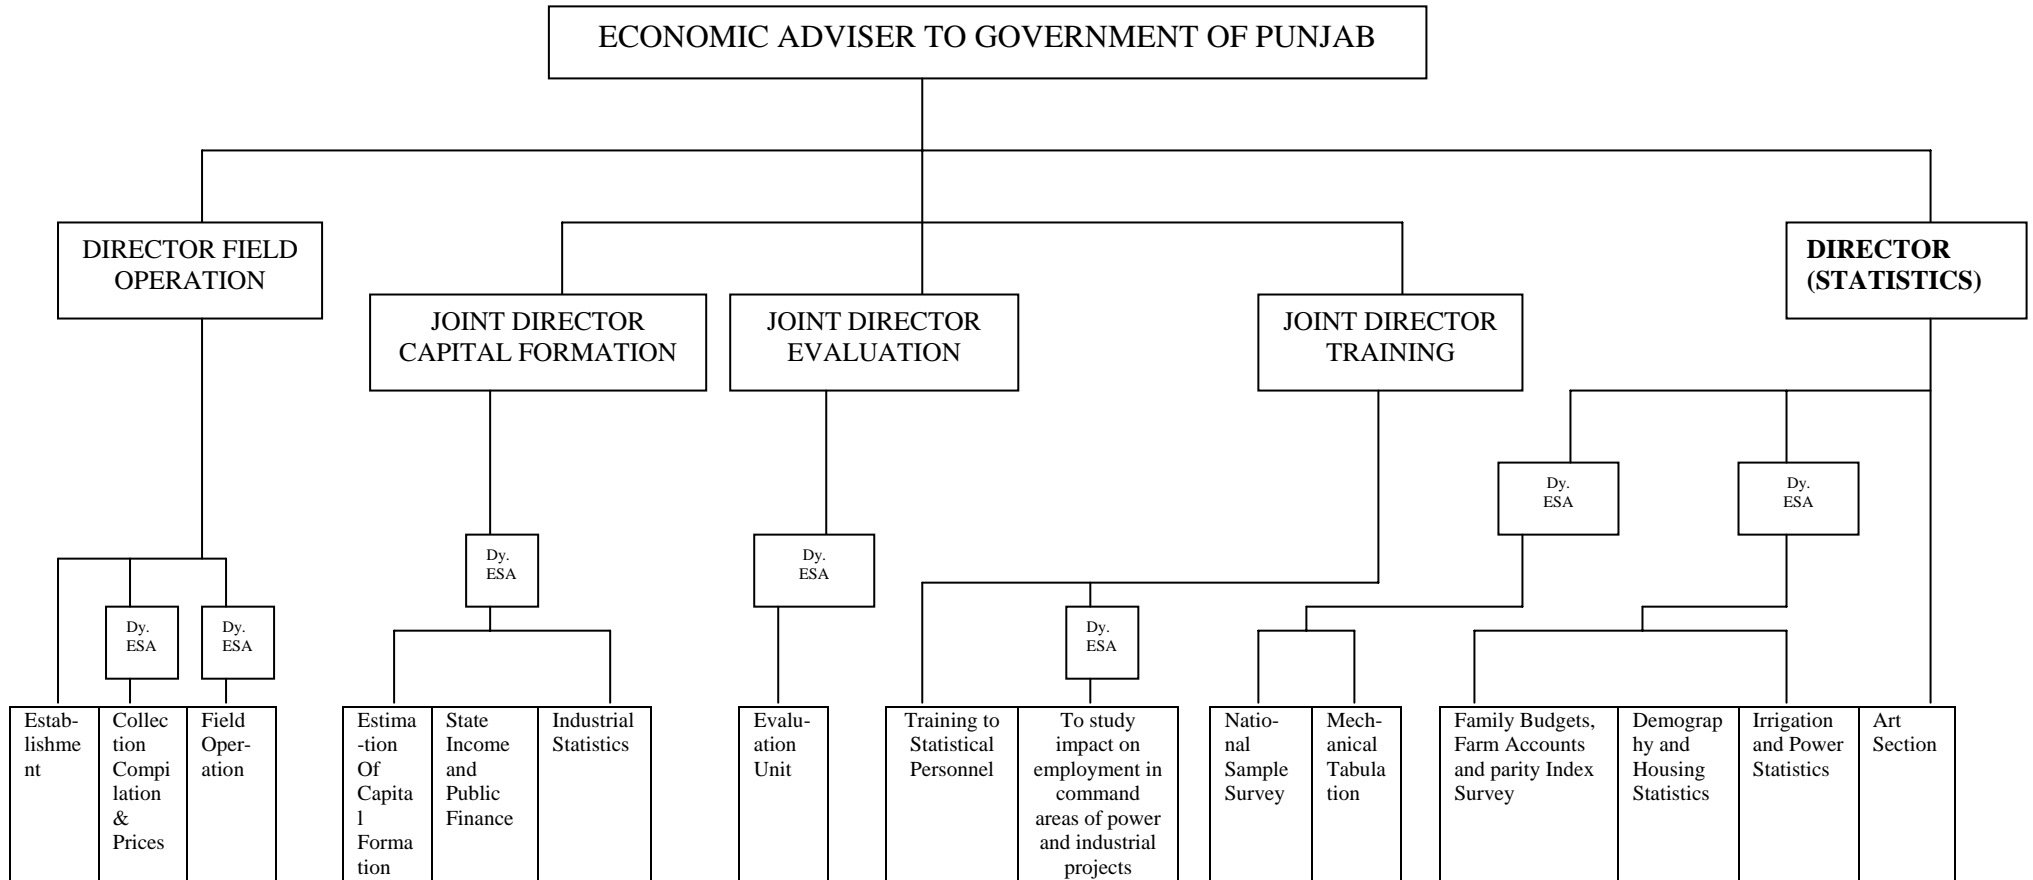 ECONOMIC ADVISER TO GOVERNMENT OF PUNJAB
DIRECTOR FIELD
OPERATION
DIRECTOR
(STATISTICS)
JOINT DIRECTOR
CAPITAL FORMATION
JOINT DIRECTOR
EVALUATION
JOINT DIRECTOR
TRAINING
Dy.
ESA
Dy.
ESA
Dy.
ESA
Dy.
ESA
Dy.
ESA
Dy.
ESA
Dy.
ESA
Estab-
lishme
nt
Collec
tion
Compi
lation
&
Prices
Field
Oper-
ation
Estima
-tion
Of
Capita
l
Forma
tion
State
Income
and
Public
Finance
Industrial
Statistics
Evalu-
ation
Unit
Training to
Statistical
Personnel
To study
impact on
employment in
command
areas of power
and industrial
projects
Natio-
nal
Sample
Survey
Mech-
anical
Tabula
tion
Family Budgets,
Farm Accounts
and parity Index
Survey
Demograp
hy and
Housing
Statistics
Irrigation
and Power
Statistics
Art
Section